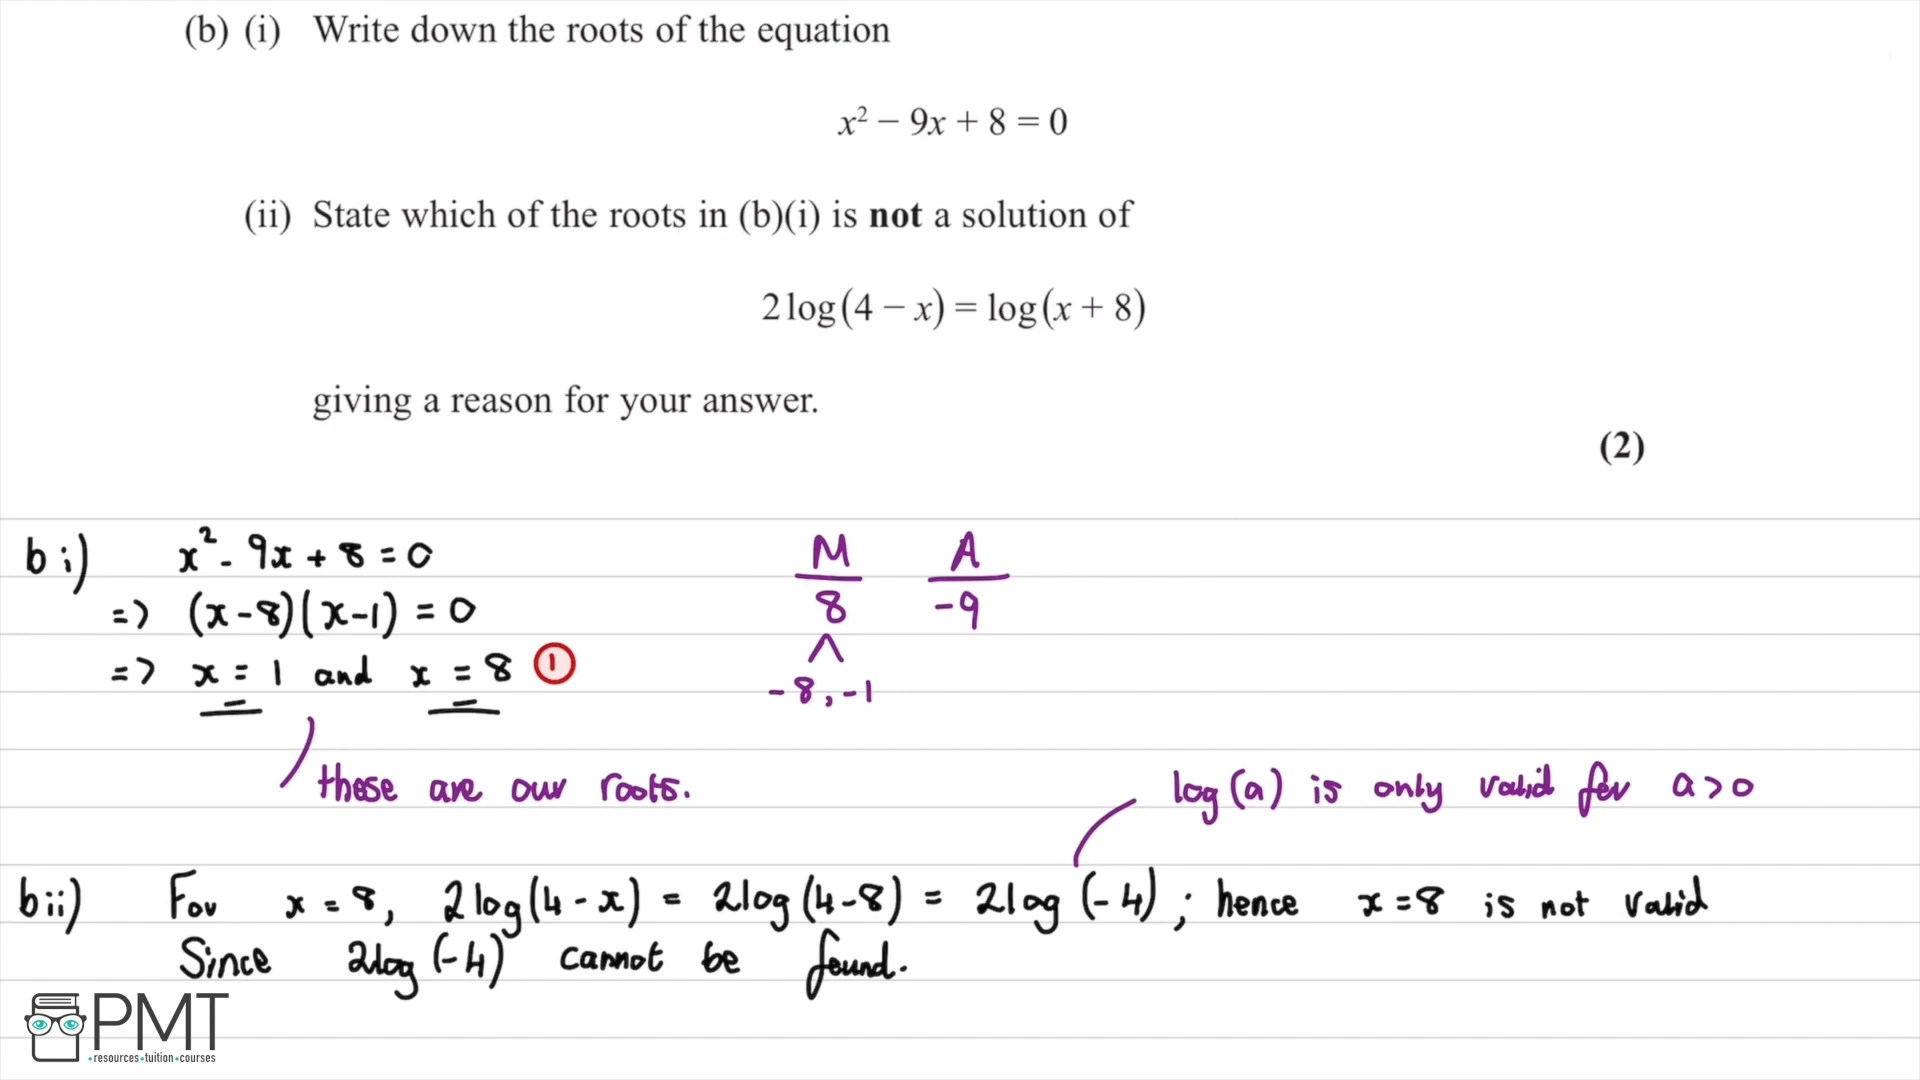 (b) (i) Write down the roots of the equation
x² − 9x + 8 = 0
(ii) State which of the roots in (b)(i) is not a solution of
2log(4 − x) = log(x + 8)
giving a reason for your answer.
(2)
b i) x² - 9x + 8 = 0
M A
=> (x-8)(x-1) = 0
8 -9
=> x = 1 and x = 8 ①
-8, -1
these are our roots.
log(a) is only valid for a>0
b ii) For x = 8, 2log(4-x) = 2log(4-8) = 2log(-4); hence x=8 is not valid
Since 2log(-4) cannot be found.
PMT
•resources•tuition•courses